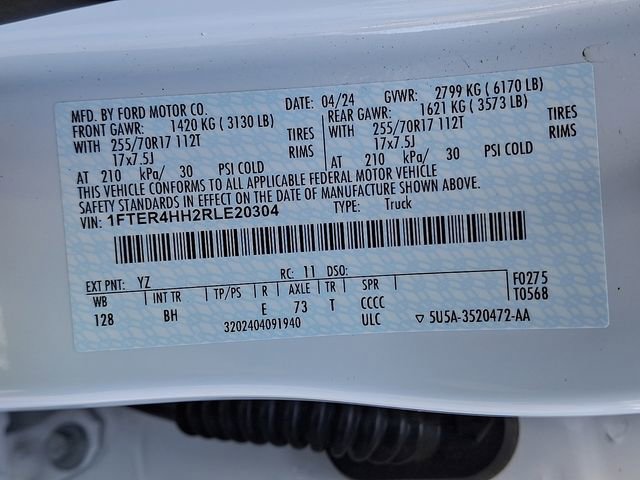 MFD. BY FORD MOTOR CO. DATE: 04/24 GVWR: 2799 KG ( 6170 LB)
FRONT GAWR: 1420 KG ( 3130 LB) REAR GAWR: 1621 KG ( 3573 LB)
WITH 255/70R17 112T TIRES WITH 255/70R17 112T TIRES
17x7.5J RIMS 17x7.5J RIMS
AT 210 kPa/ 30 PSI COLD AT 210 kPa/ 30 PSI COLD
THIS VEHICLE CONFORMS TO ALL APPLICABLE FEDERAL MOTOR VEHICLE
SAFETY STANDARDS IN EFFECT ON THE DATE OF MANUFACTURE SHOWN ABOVE.
VIN: 1FTER4HH2RLE20304 TYPE: Truck
EXT PNT: YZ RC: 11 DSO: F0275
WB INT TR TP/PS R AXLE TR SPR T0568
128 BH E 73 T CCCC
3202404091940 ULC ▽ 5U5A-3520472-AA